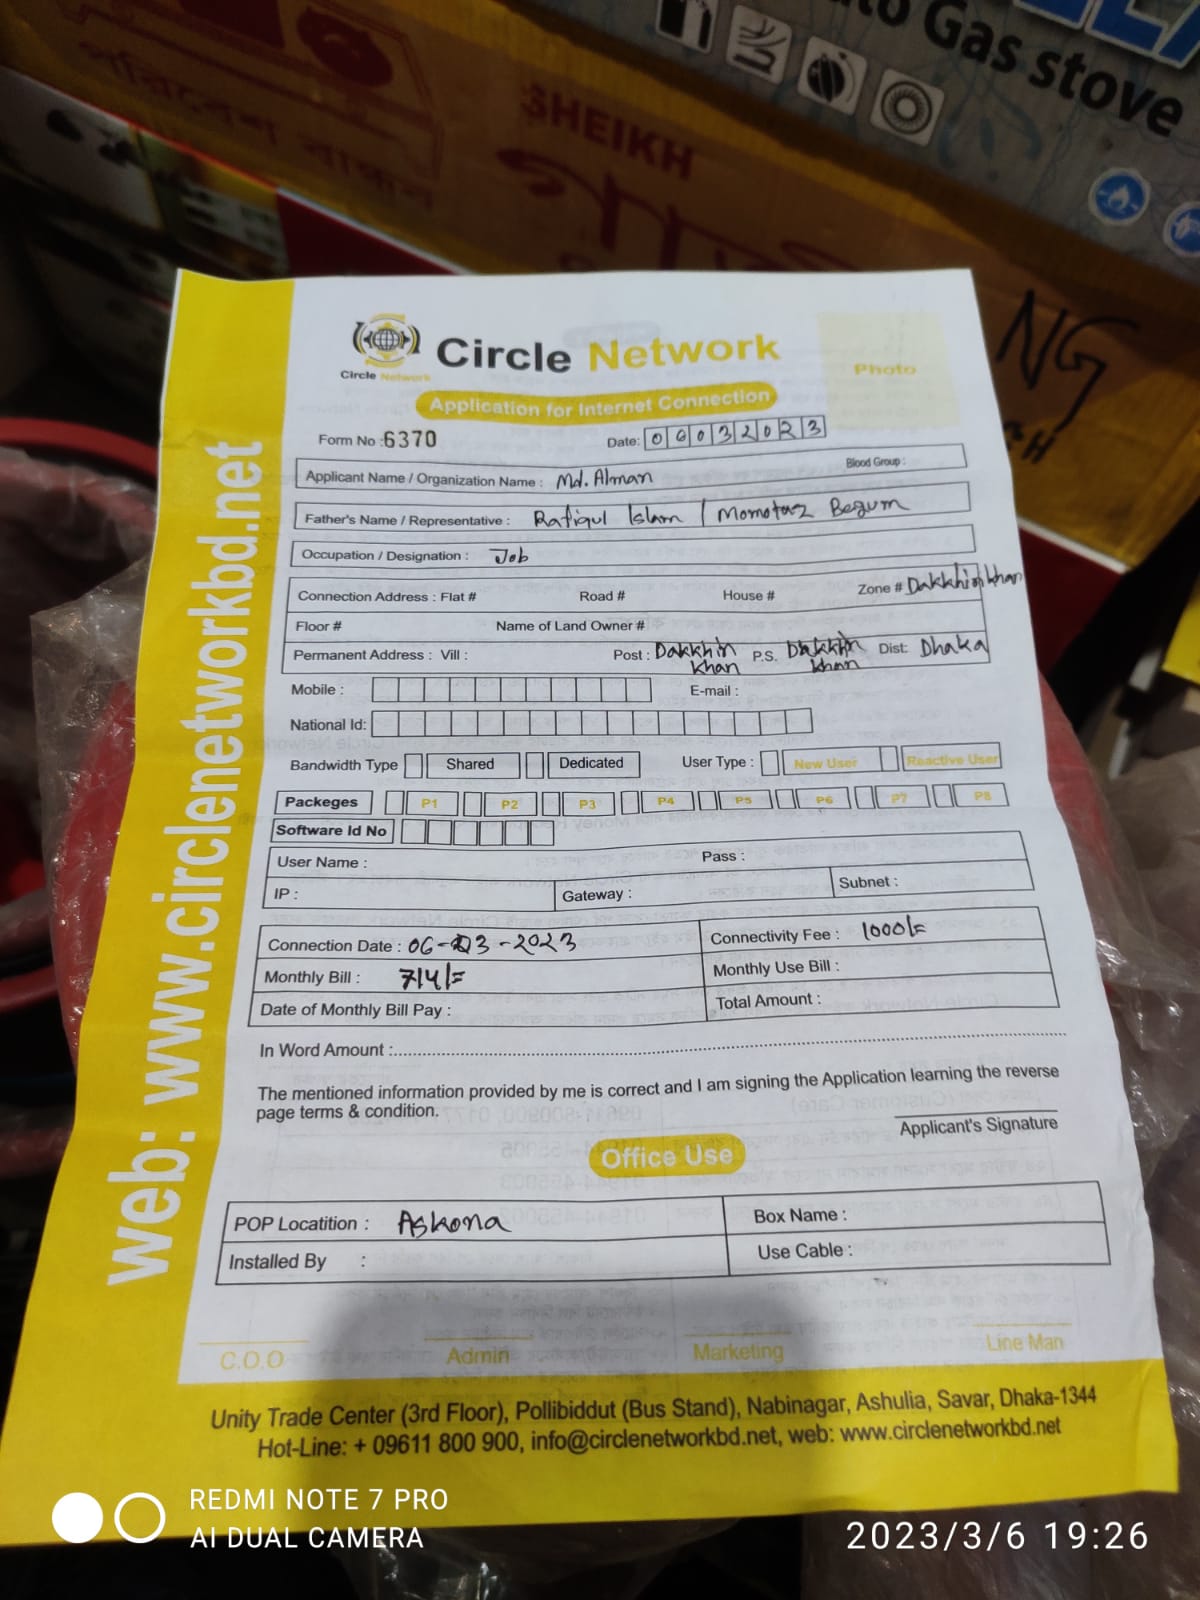 to Gas stove
পরিবেশ বান্ধব
SHEIKH
NG
Circle Network
Circle Network
Photo
Application for Internet Connection
Form No :6370
Date: 06032023
Applicant Name / Organization Name : Md. Alman
Blood Group :
Father's Name / Representative : Rafiqul Islam / Momotaz Begum
Occupation / Designation : Job
Connection Address : Flat # Road # House # Zone # Dakkhin khan
Floor # Name of Land Owner #
Permanent Address : Vill : Post : Dakkhin khan P.S. Dakkhin khan Dist: Dhaka
Mobile : E-mail :
National Id:
Bandwidth Type Shared Dedicated User Type : New User Reactive User
Packeges P1 P2 P3 P4 P5 P6 P7 P8
Software Id No
User Name : Pass :
IP : Gateway : Subnet :
Connection Date : 06-03-2023 Connectivity Fee : 1000/=
Monthly Bill : 714/= Monthly Use Bill :
Date of Monthly Bill Pay : Total Amount :
In Word Amount :
The mentioned information provided by me is correct and I am signing the Application learning the reverse
page terms & condition.
Applicant's Signature
Office Use
POP Locatition : Askona Box Name :
Installed By : Use Cable :
C.O.O Admin Marketing Line Man
Unity Trade Center (3rd Floor), Pollibiddut (Bus Stand), Nabinagar, Ashulia, Savar, Dhaka-1344
Hot-Line: + 09611 800 900, info@circlenetworkbd.net, web: www.circlenetworkbd.net
web: www.circlenetworkbd.net
REDMI NOTE 7 PRO
AI DUAL CAMERA
2023/3/6 19:26